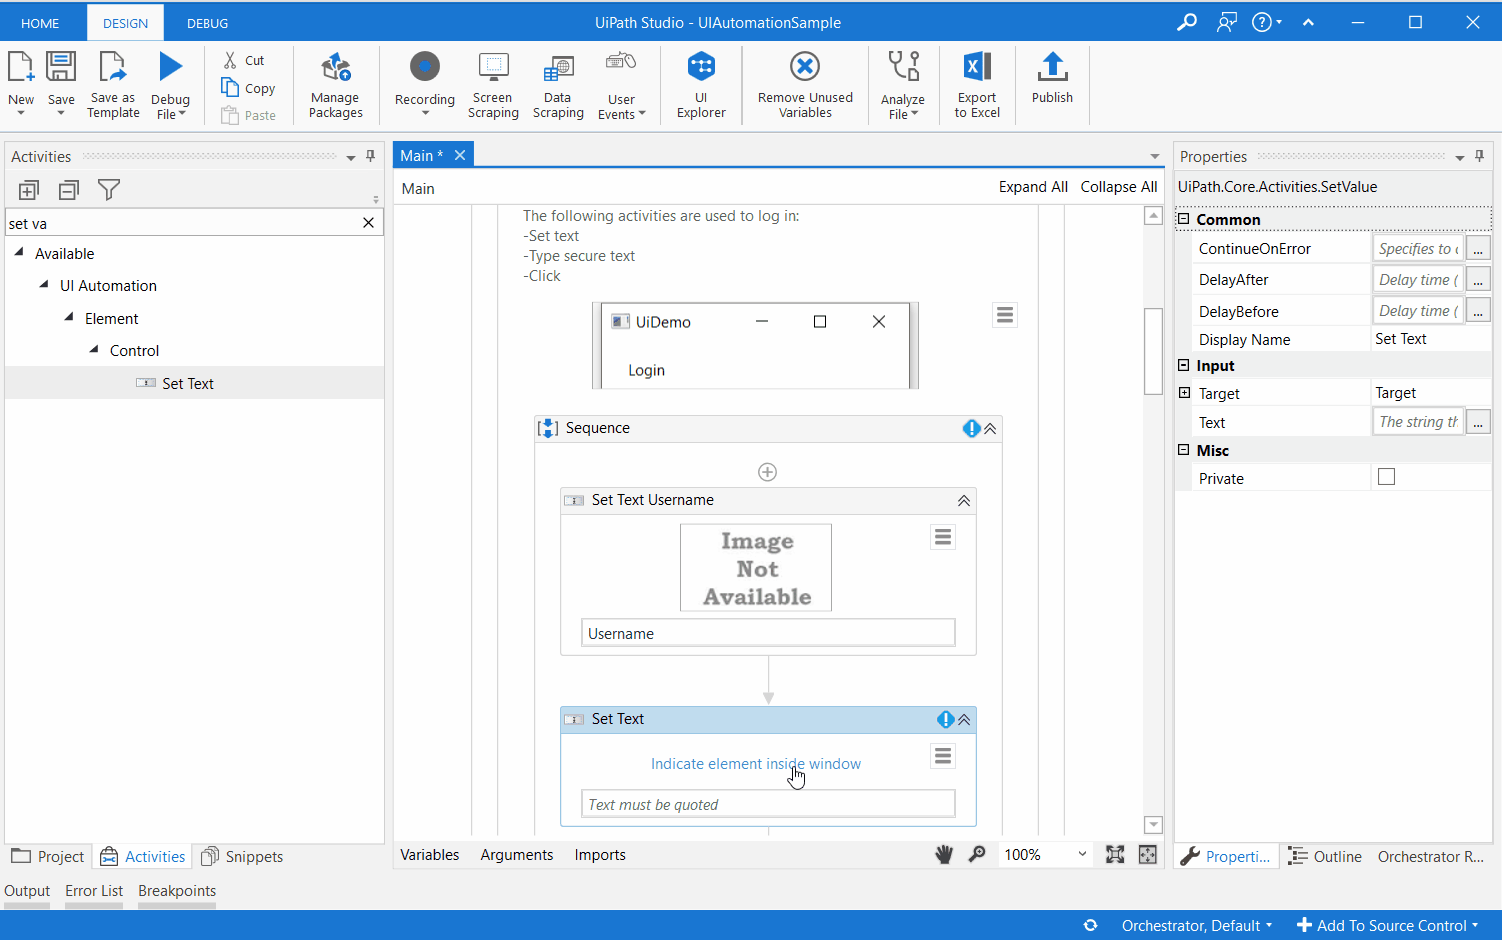 HOME
DESIGN
DEBUG
UiPath Studio - UIAutomationSample
New
Save
Save as
Template
Debug
File
Cut
Copy
Paste
Manage
Packages
Recording
Screen
Scraping
Data
Scraping
User
Events
UI
Explorer
Remove Unused
Variables
Analyze
File
Export
to Excel
Publish
Activities
set va
Available
UI Automation
Element
Control
Set Text
Main *
Main
Expand All
Collapse All
The following activities are used to log in:
-Set text
-Type secure text
-Click
UiDemo
Login
Sequence
Set Text Username
Image
Not
Available
Username
Set Text
Indicate element inside window
Text must be quoted
Properties
UiPath.Core.Activities.SetValue
Common
ContinueOnError Specifies to ...
DelayAfter Delay time ( ...
DelayBefore Delay time ( ...
Display Name Set Text
Input
Target Target
Text The string th ...
Misc
Private
Project
Activities
Snippets
Variables
Arguments
Imports
100%
Properti...
Outline
Orchestrator R...
Output
Error List
Breakpoints
Orchestrator, Default
Add To Source Control